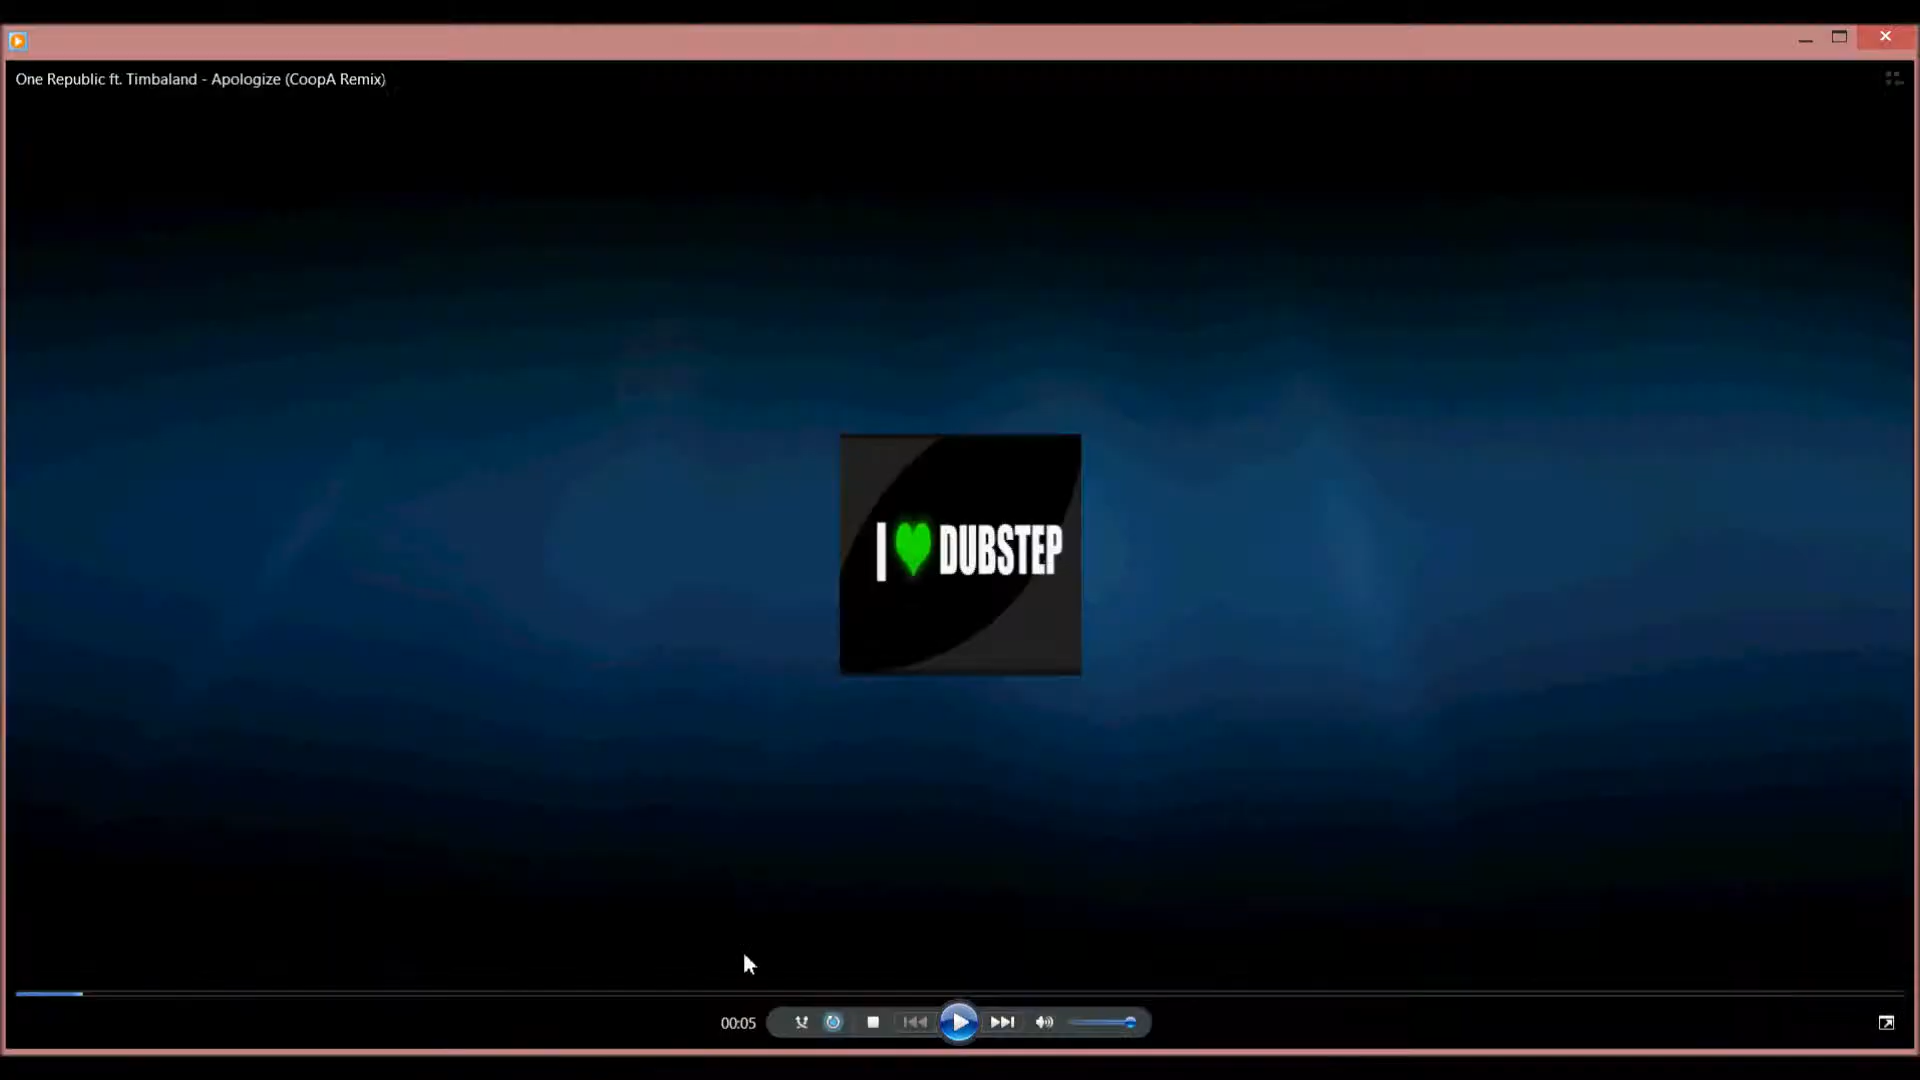 One Republic ft. Timbaland - Apologize (CoopA Remix)
I DUBSTEP
00:05